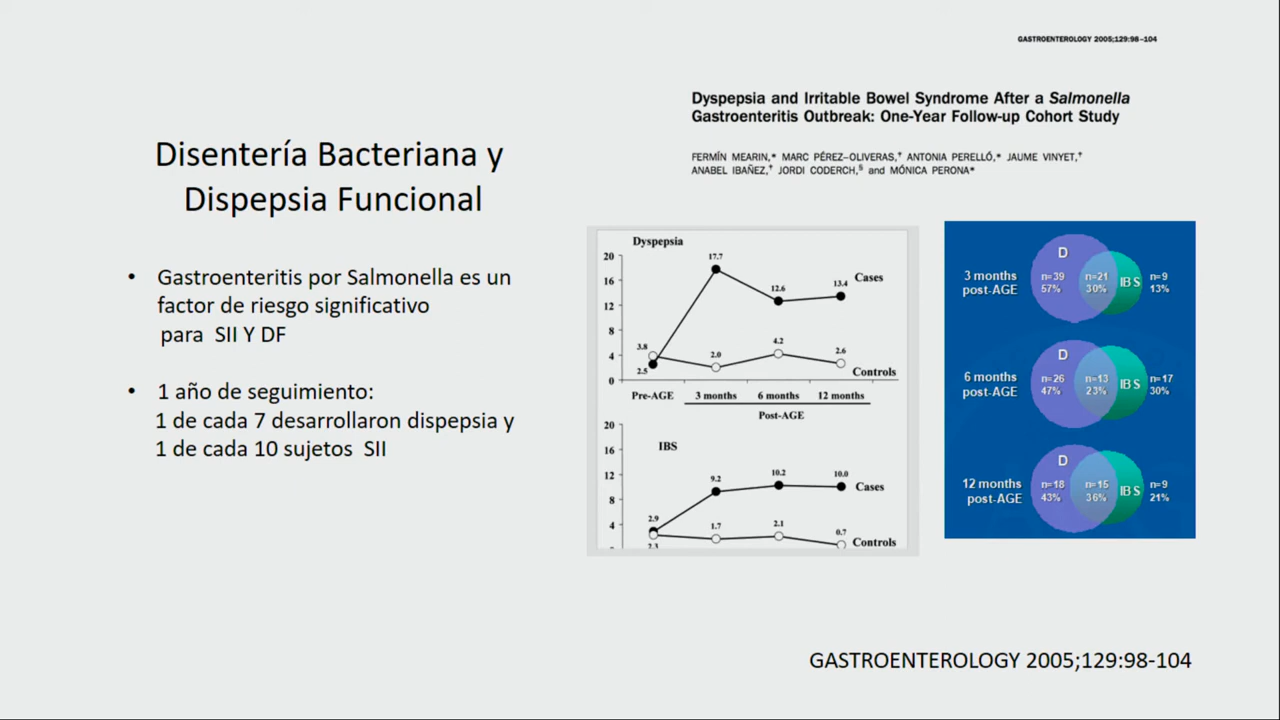 GASTROENTEROLOGY 2005;129:98–104
Dyspepsia and Irritable Bowel Syndrome After a Salmonella
Gastroenteritis Outbreak: One-Year Follow-up Cohort Study
FERMÍN MEARIN,* MARC PÉREZ–OLIVERAS,† ANTONIA PERELLÓ,* JAUME VINYET,†
ANABEL IBAÑEZ,† JORDI CODERCH,§ and MÓNICA PERONA*
Disentería Bacteriana y
Dispepsia Funcional
• Gastroenteritis por Salmonella es un
factor de riesgo significativo
para SII Y DF
• 1 año de seguimiento:
1 de cada 7 desarrollaron dispepsia y
1 de cada 10 sujetos SII
Dyspepsia
20
16
12
8
4
0
17.7
12.6
13.4
Cases
3.8
2.5
2.0
4.2
2.6
Controls
Pre-AGE 3 months 6 months 12 months
Post-AGE
IBS
20
16
12
8
4
9.2
10.2
10.0
Cases
2.9
2.3
1.7
2.1
0.7
Controls
3 months
post-AGE
D
n=39
57%
n=21
30%
IBS
n=9
13%
6 months
post-AGE
D
n=26
47%
n=13
23%
IBS
n=17
30%
12 months
post-AGE
D
n=18
43%
n=15
36%
IBS
n=9
21%
GASTROENTEROLOGY 2005;129:98-104